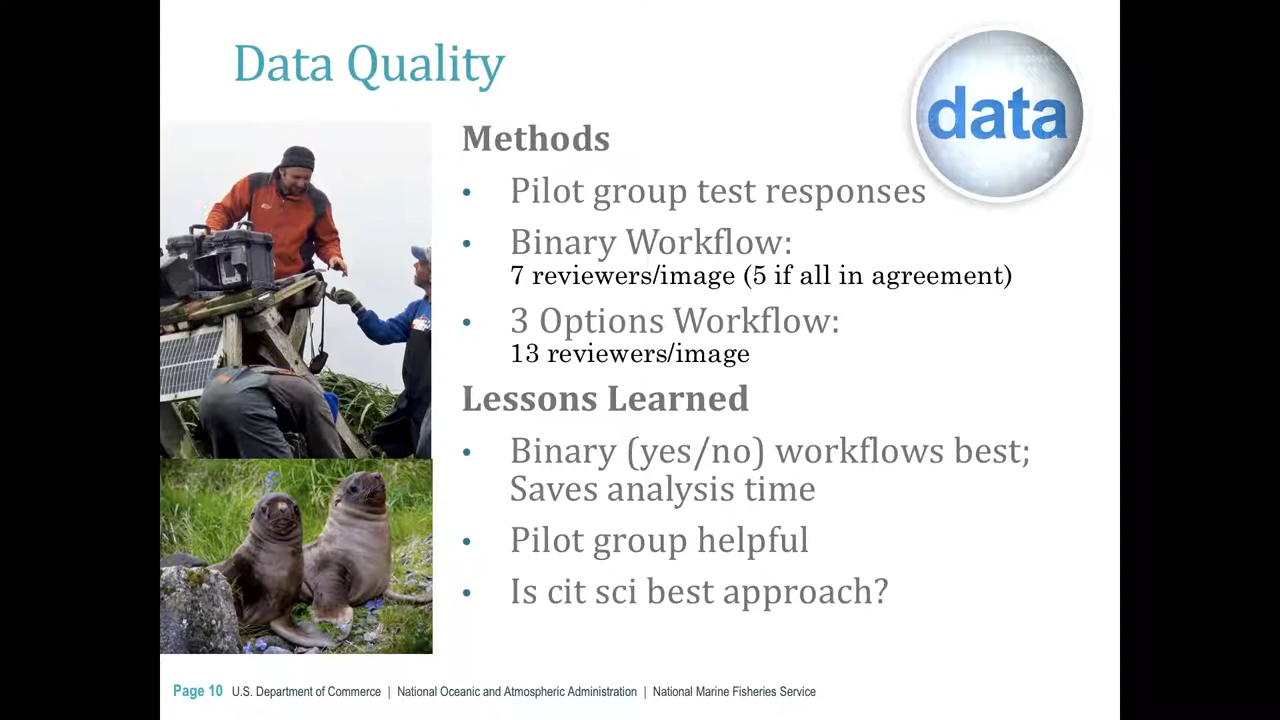 Data Quality
data
Methods
• Pilot group test responses
• Binary Workflow:
7 reviewers/image (5 if all in agreement)
• 3 Options Workflow:
13 reviewers/image
Lessons Learned
• Binary (yes/no) workflows best;
Saves analysis time
• Pilot group helpful
• Is cit sci best approach?
Page 10 U.S. Department of Commerce | National Oceanic and Atmospheric Administration | National Marine Fisheries Service